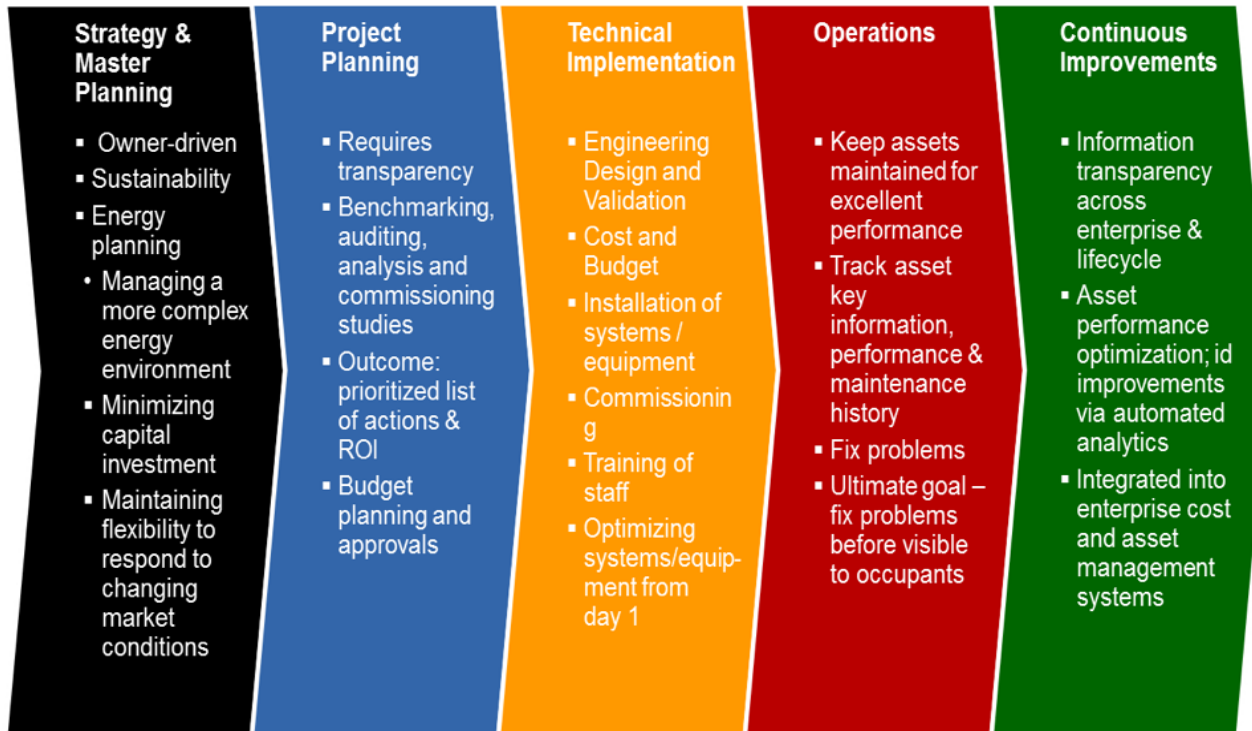 Strategy &
Master
Planning
▪ Owner-driven
▪ Sustainability
▪ Energy
planning
• Managing a
more complex
energy
environment
▪ Minimizing
capital
investment
▪ Maintaining
flexibility to
respond to
changing
market
conditions
Project
Planning
▪ Requires
transparency
▪ Benchmarking,
auditing,
analysis and
commissioning
studies
▪ Outcome:
prioritized list
of actions &
ROI
▪ Budget
planning and
approvals
Technical
Implementation
▪ Engineering
Design and
Validation
▪ Cost and
Budget
▪ Installation of
systems /
equipment
▪ Commissionin
g
▪ Training of
staff
▪ Optimizing
systems/equip-
ment from
day 1
Operations
▪ Keep assets
maintained for
excellent
performance
▪ Track asset
key
information,
performance &
maintenance
history
▪ Fix problems
▪ Ultimate goal –
fix problems
before visible
to occupants
Continuous
Improvements
▪ Information
transparency
across
enterprise &
lifecycle
▪ Asset
performance
optimization; id
improvements
via automated
analytics
▪ Integrated into
enterprise cost
and asset
management
systems